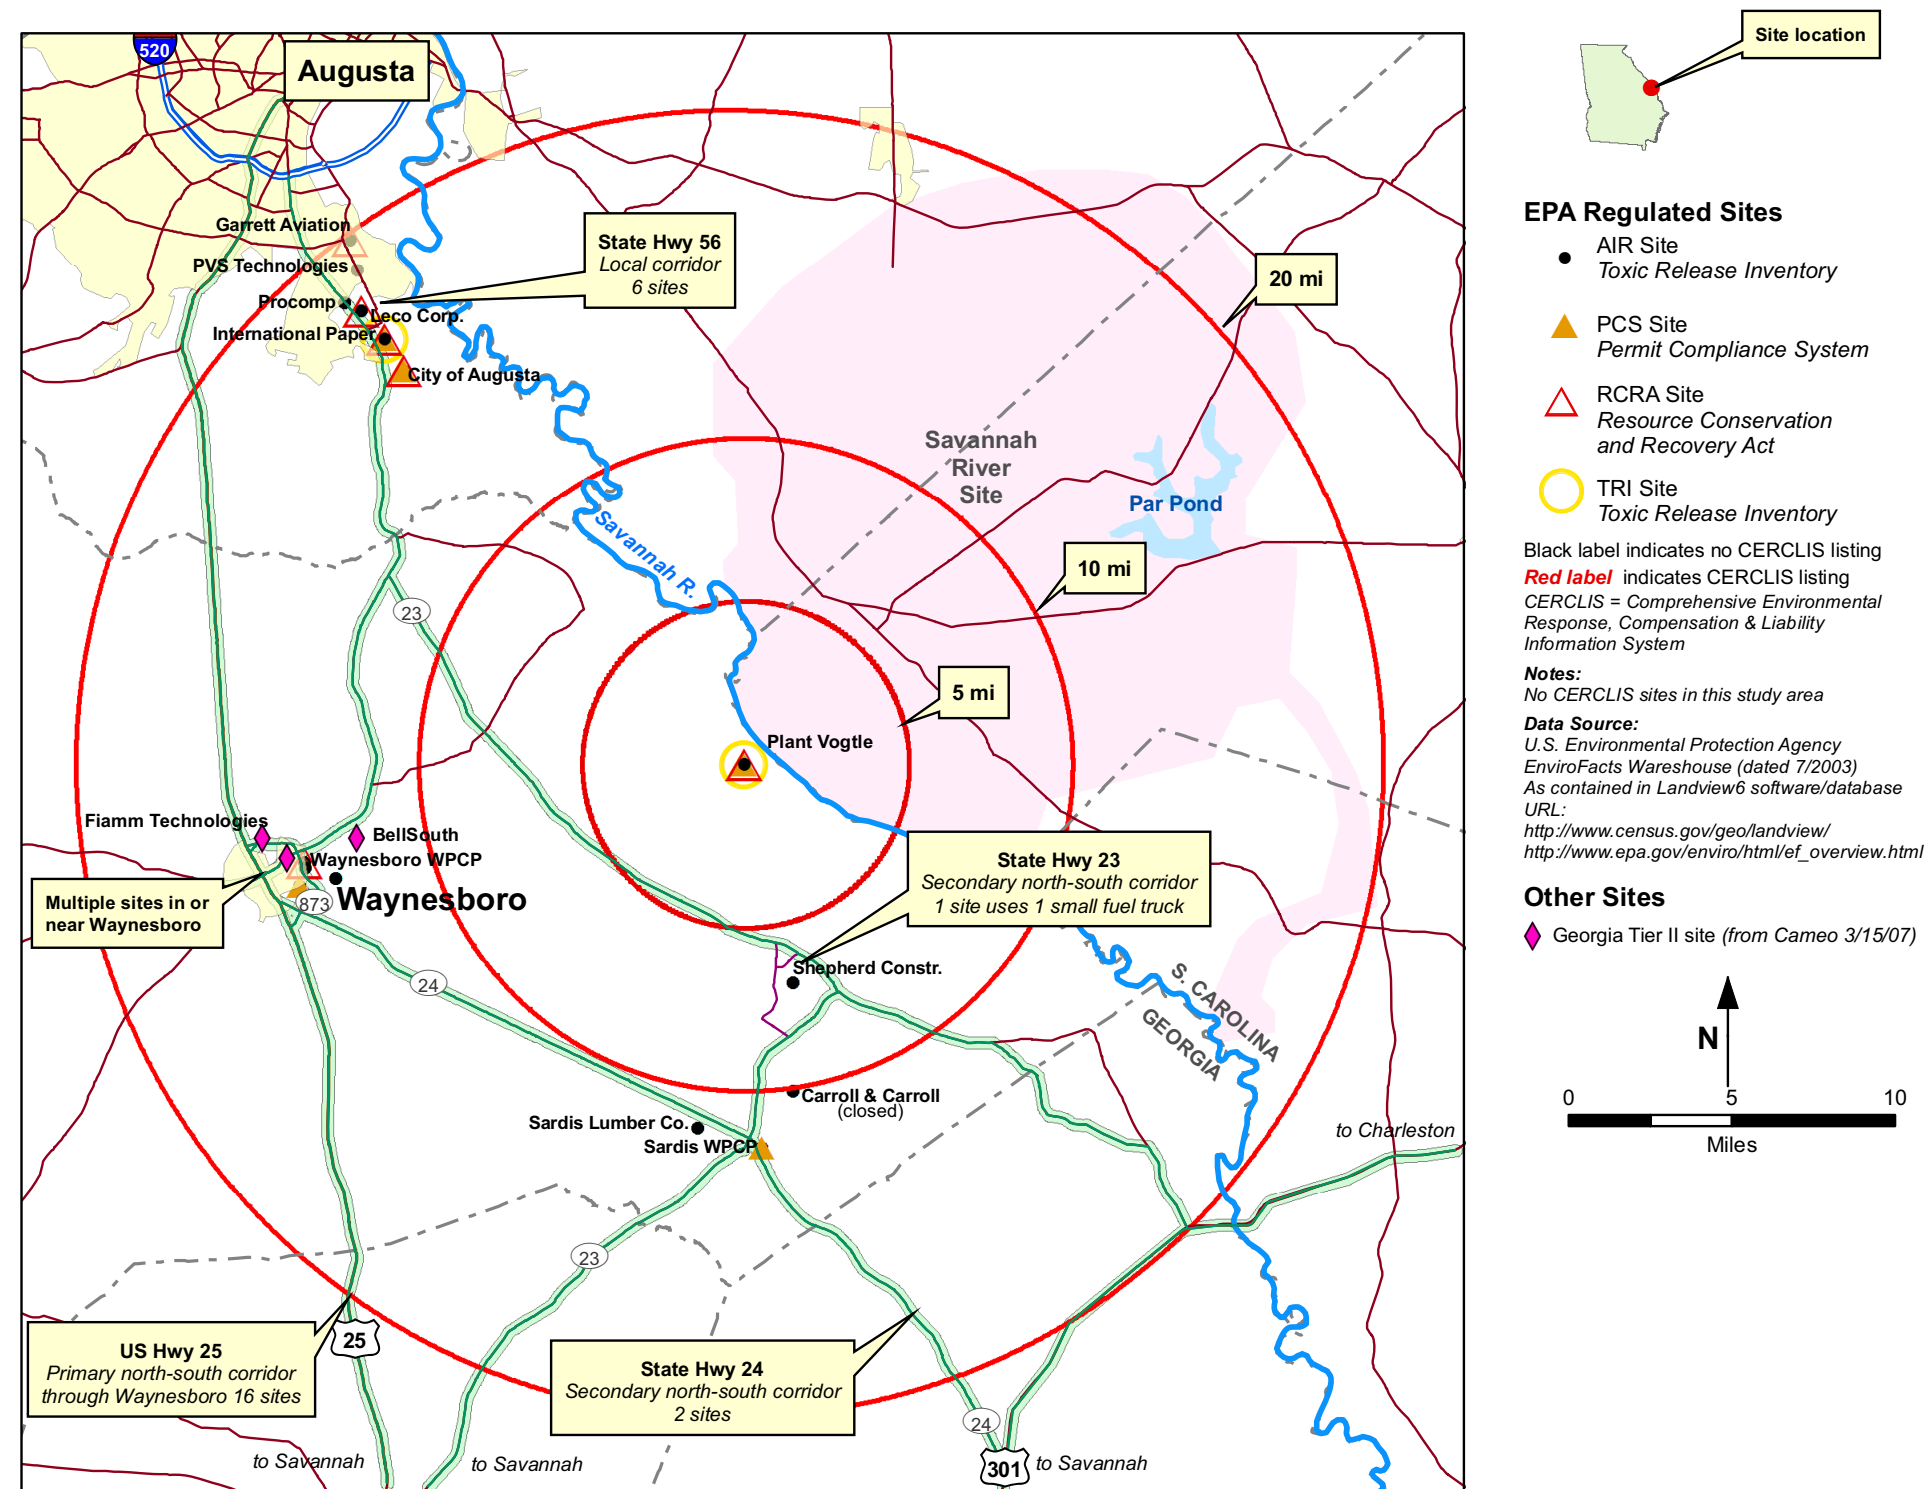 520
Augusta
Site location
Garrett Aviation
PVS Technologies
Procomp
Leco Corp.
International Paper
City of Augusta
State Hwy 56
Local corridor
6 sites
20 mi
Savannah
River
Site
Par Pond
Savannah R.
10 mi
23
5 mi
Plant Vogtle
Fiamm Technologies
BellSouth
Waynesboro WPCP
Waynesboro
873
Multiple sites in or
near Waynesboro
State Hwy 23
Secondary north-south corridor
1 site uses 1 small fuel truck
24
Shepherd Constr.
S. CAROLINA
GEORGIA
Carroll & Carroll
(closed)
Sardis Lumber Co.
Sardis WPCP
to Charleston
23
US Hwy 25
Primary north-south corridor
through Waynesboro 16 sites
25
State Hwy 24
Secondary north-south corridor
2 sites
24
301
to Savannah
to Savannah
to Savannah
EPA Regulated Sites
AIR Site
Toxic Release Inventory
PCS Site
Permit Compliance System
RCRA Site
Resource Conservation
and Recovery Act
TRI Site
Toxic Release Inventory
Black label indicates no CERCLIS listing
Red label indicates CERCLIS listing
CERCLIS = Comprehensive Environmental
Response, Compensation & Liability
Information System
Notes:
No CERCLIS sites in this study area
Data Source:
U.S. Environmental Protection Agency
EnviroFacts Wareshouse (dated 7/2003)
As contained in Landview6 software/database
URL:
http://www.census.gov/geo/landview/
http://www.epa.gov/enviro/html/ef_overview.html
Other Sites
Georgia Tier II site (from Cameo 3/15/07)
N
0 5 10
Miles